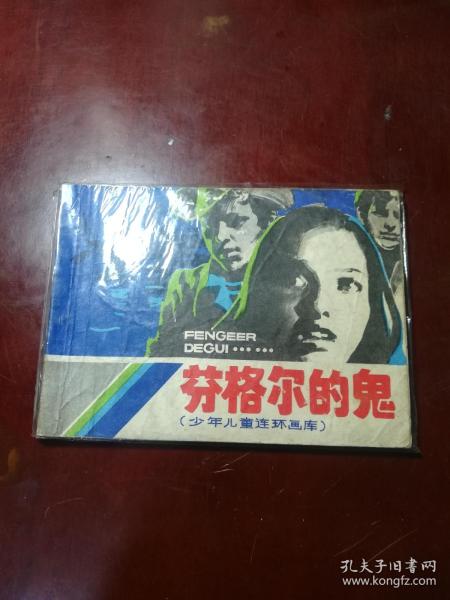 FENGEER
DEGUI ... ...
芬格尔的鬼
(少年儿童连环画库)
孔夫子旧书网
www.kongfz.com